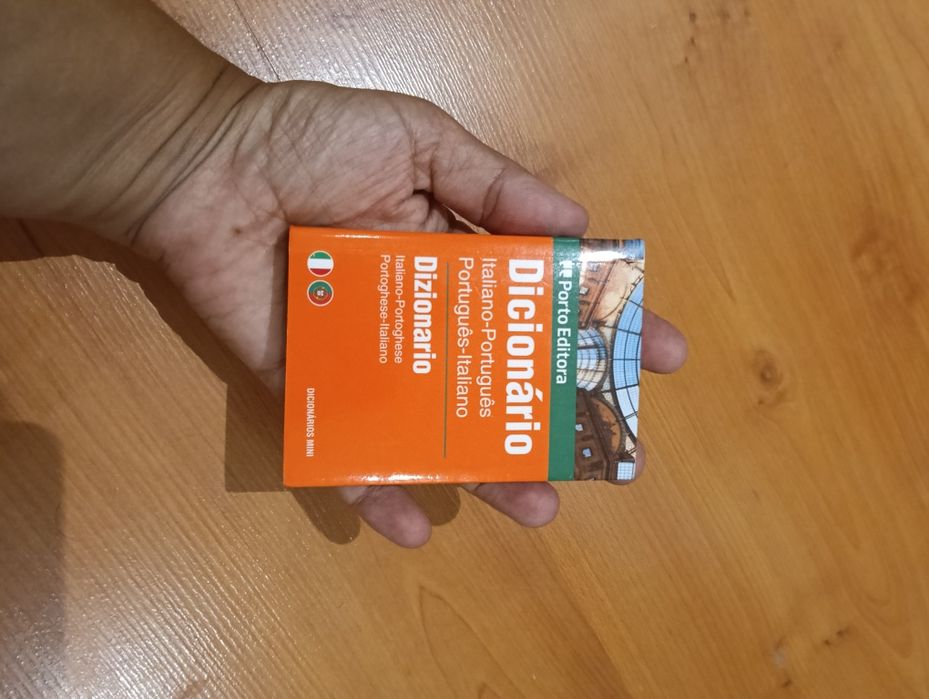 Porto Editora
Dicionário
Italiano-Português
Português-Italiano
Dizionario
Italiano-Portoghese
Portoghese-Italiano
DICIONÁRIOS MINI